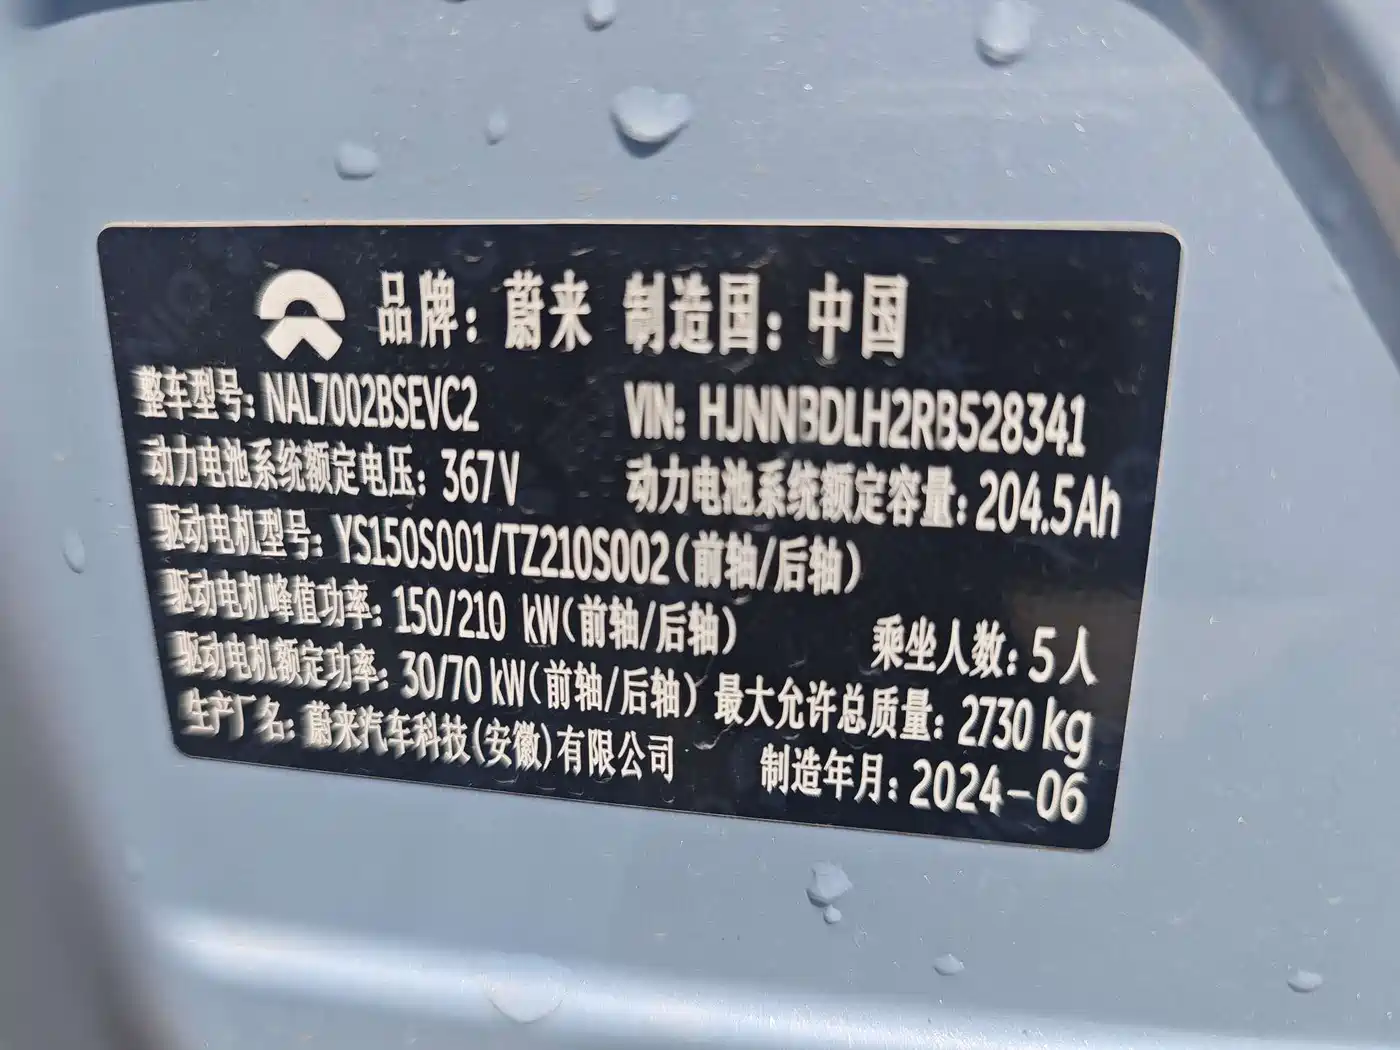 品牌：蔚来 制造国：中国
整车型号：NAL7002BSEVC2 VIN：HJNNBDLH2RB528341
动力电池系统额定电压：367V 动力电池系统额定容量：204.5Ah
驱动电机型号：YS150S001/TZ210S002（前轴/后轴）
驱动电机峰值功率：150/210 kW（前轴/后轴） 乘坐人数：5人
驱动电机额定功率：30/70 kW（前轴/后轴） 最大允许总质量：2730 kg
生产厂名：蔚来汽车科技（安徽）有限公司 制造年月：2024-06